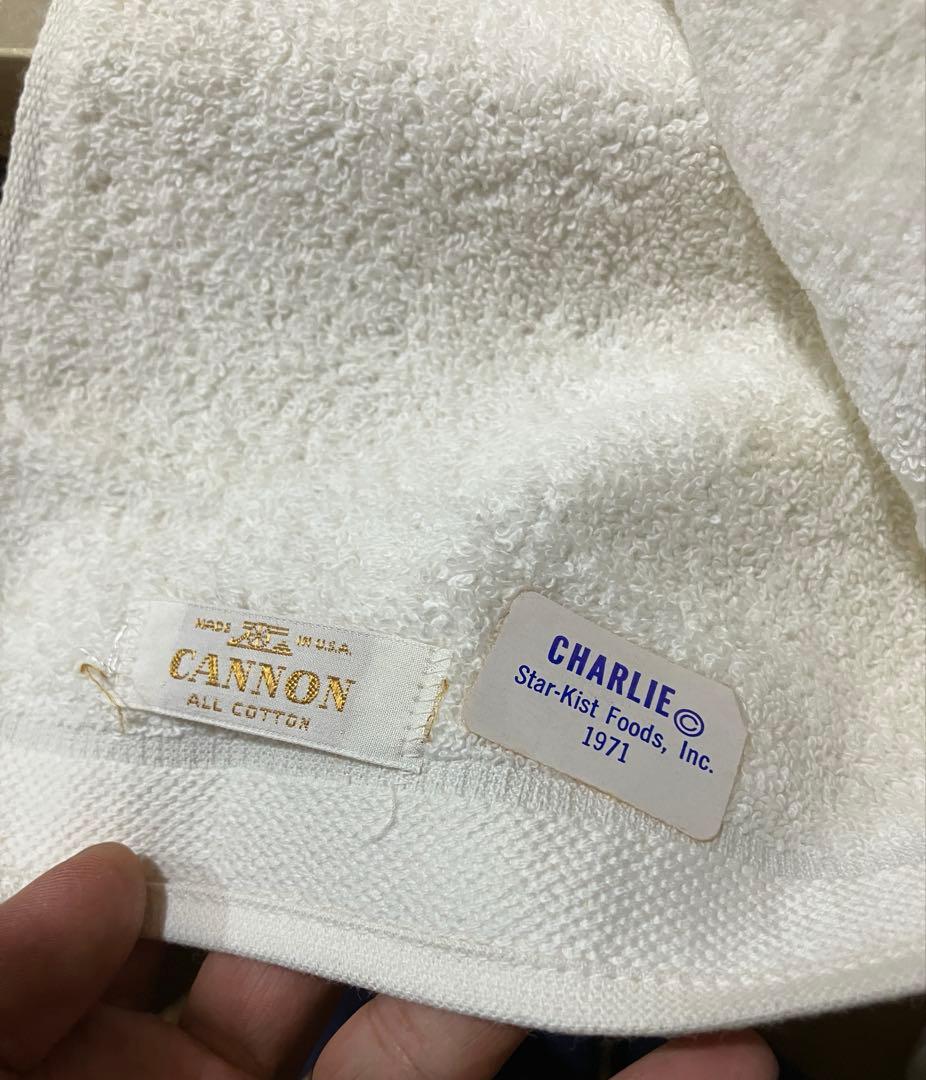 MADE IN U.S.A.
CANNON
ALL COTTON
CHARLIE©
Star-Kist Foods, Inc.
1971